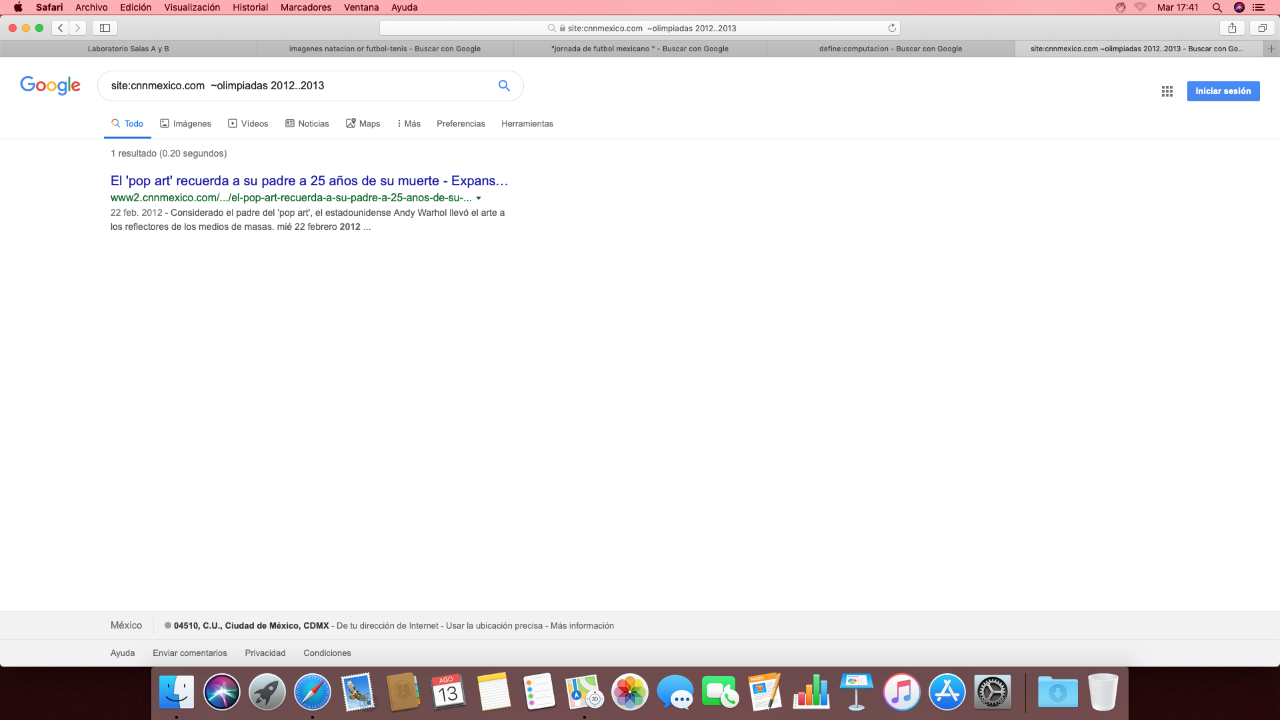 Safari Archivo Edición Visualización Historial Marcadores Ventana Ayuda Mar 17:41
site:cnnmexico.com ~olimpiadas 2012..2013
Laboratorio Salas A y B imagenes natacion or futbol-tenis - Buscar con Google "jornada de futbol mexicano " - Buscar con Google define:computacion - Buscar con Google site:cnnmexico.com ~olimpiadas 2012..2013 - Buscar con Go...
Google site:cnnmexico.com ~olimpiadas 2012..2013 Iniciar sesión
Todo Imágenes Vídeos Noticias Maps Más Preferencias Herramientas
1 resultado (0.20 segundos)
El 'pop art' recuerda a su padre a 25 años de su muerte - Expans...
www2.cnnmexico.com/.../el-pop-art-recuerda-a-su-padre-a-25-anos-de-su-...
22 feb. 2012 - Considerado el padre del 'pop art', el estadounidense Andy Warhol llevó el arte a
los reflectores de los medios de masas. mié 22 febrero 2012 ...
México 04510, C.U., Ciudad de México, CDMX - De tu dirección de Internet - Usar la ubicación precisa - Más información
Ayuda Enviar comentarios Privacidad Condiciones
AGO
13
3D